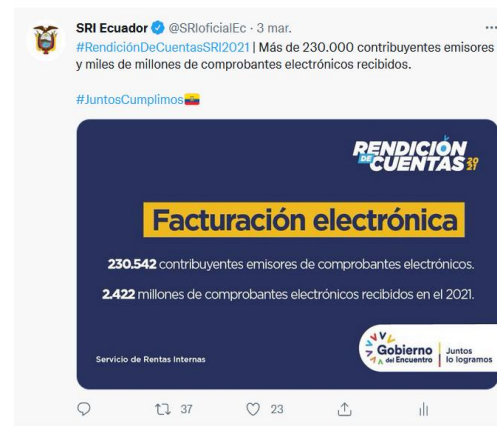 SRI Ecuador @SRIoficialEc · 3 mar.
#RendiciónDeCuentasSRI2021 | Más de 230.000 contribuyentes emisores
y miles de millones de comprobantes electrónicos recibidos.
#JuntosCumplimos
RENDICIÓN
DE CUENTAS 2021
Facturación electrónica
230.542 contribuyentes emisores de comprobantes electrónicos.
2.422 millones de comprobantes electrónicos recibidos en el 2021.
Servicio de Rentas Internas
Gobierno
del Encuentro
Juntos
lo logramos
37 23